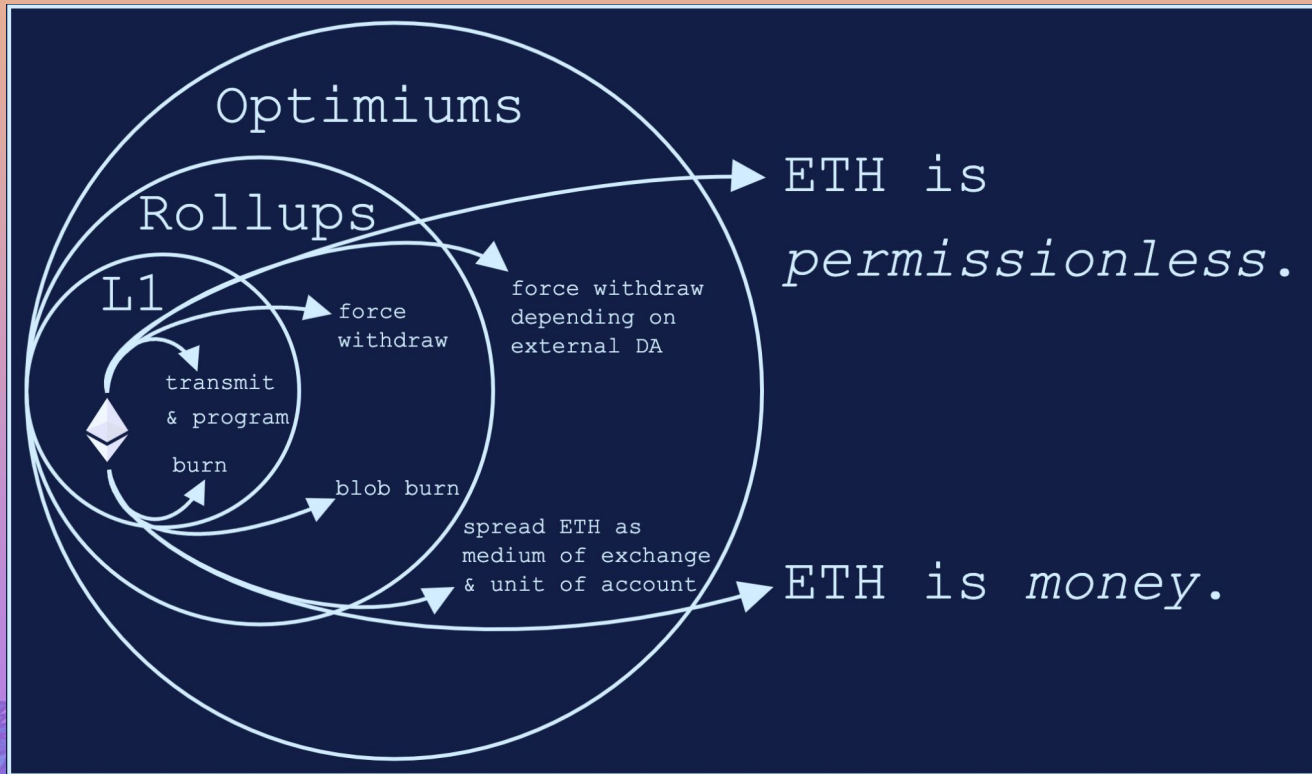 Optimiums
Rollups
L1
transmit
& program
burn
force
withdraw
blob burn
force withdraw
depending on
external DA
spread ETH as
medium of exchange
& unit of account
ETH is
permissionless.
ETH is money.